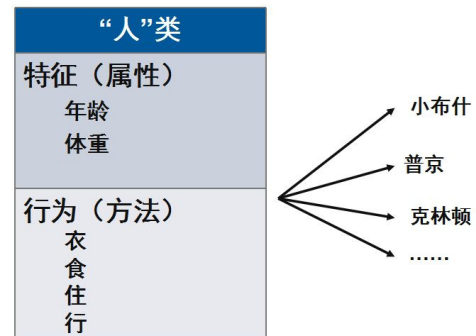 “人”类
特征（属性）
年龄
体重
行为（方法）
衣
食
住
行
小布什
普京
克林顿
……